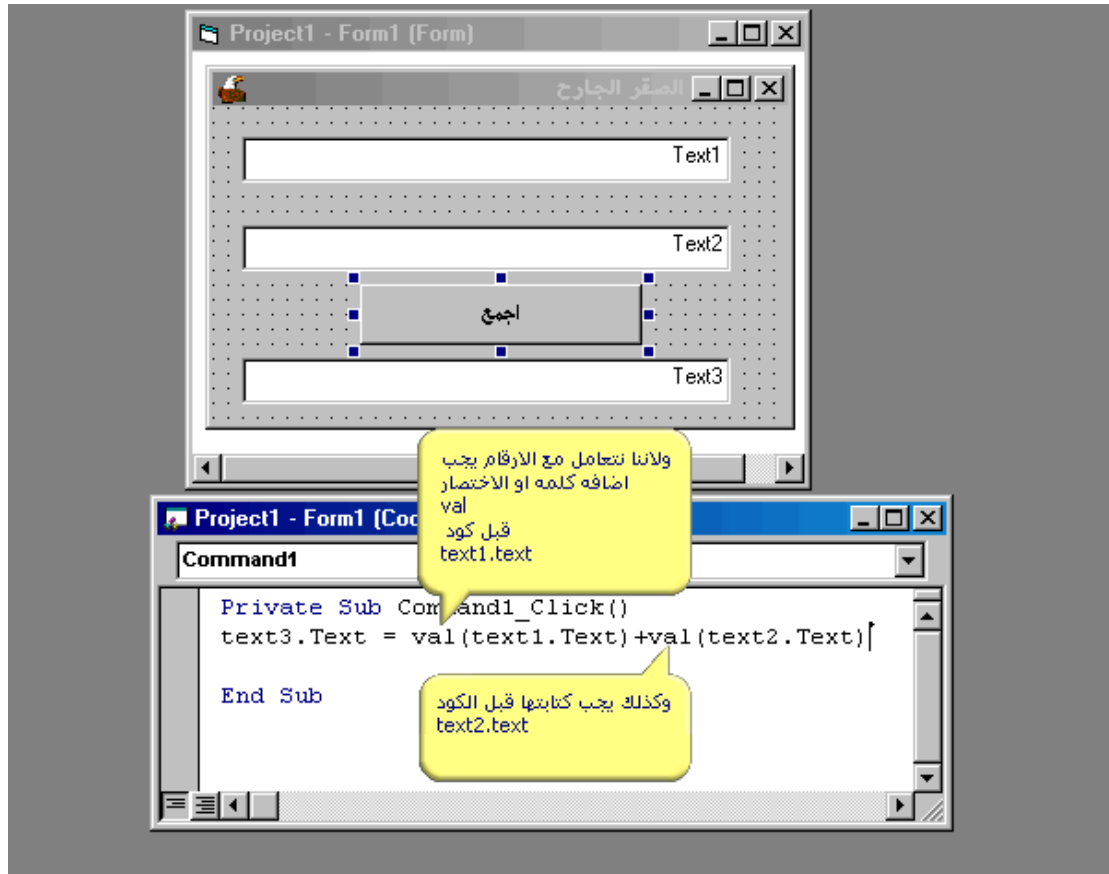 Project1 - Form1 (Form)
الصقر الجارح
Text1
Text2
اجمع
Text3
ولاننا نتعامل مع الارقام يجب
اضافه كلمه او الاختصار
val
قبل كود
text1.text
Project1 - Form1 (Coc
Command1
Private Sub Command1_Click()
text3.Text = val(text1.Text)+val(text2.Text)
End Sub
وكذلك يجب كتابتها قبل الكود
text2.text